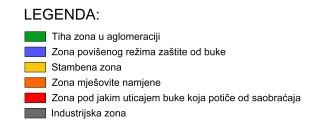 LEGENDA:
Tiha zona u aglomeraciji
Zona povišenog režima zaštite od buke
Stambena zona
Zona mješovite namjene
Zona pod jakim uticajem buke koja potiče od saobraćaja
Industrijska zona